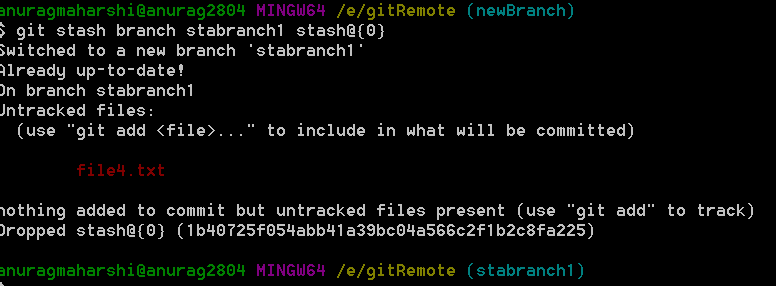 anuragmaharshi@anurag2804 MINGW64 /e/gitRemote (newBranch)
$ git stash branch stabranch1 stash@{0}
Switched to a new branch 'stabranch1'
Already up-to-date!
On branch stabranch1
Untracked files:
(use "git add <file>..." to include in what will be committed)
file4.txt
nothing added to commit but untracked files present (use "git add" to track)
Dropped stash@{0} (1b40725f054abb41a39bc04a566c2f1b2c8fa225)
anuragmaharshi@anurag2804 MINGW64 /e/gitRemote (stabranch1)